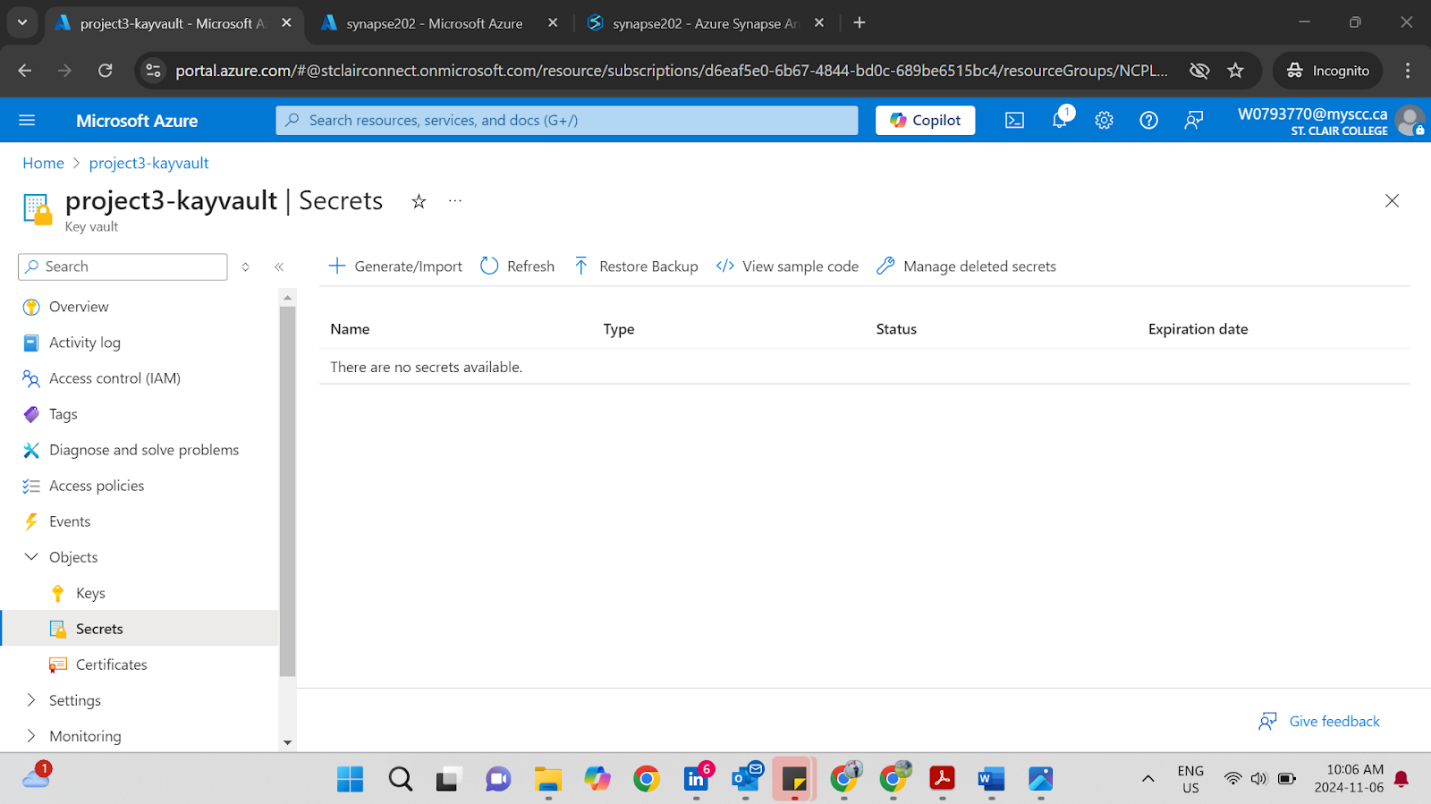 project3-kayvault - Microsoft A
synapse202 - Microsoft Azure
synapse202 - Azure Synapse An
portal.azure.com/#@stclairconnect.onmicrosoft.com/resource/subscriptions/d6eaf5e0-6b67-4844-bd0c-689be6515bc4/resourceGroups/NCPL...
Incognito
Microsoft Azure
Search resources, services, and docs (G+/)
Copilot
1
W0793770@myscc.ca
ST. CLAIR COLLEGE
Home > project3-kayvault
project3-kayvault | Secrets
Key vault
Search
Generate/Import
Refresh
Restore Backup
View sample code
Manage deleted secrets
Overview
Activity log
Access control (IAM)
Tags
Diagnose and solve problems
Access policies
Events
Objects
Keys
Secrets
Certificates
Settings
Monitoring
Name Type Status Expiration date
There are no secrets available.
Give feedback
1
6
ENG
US
10:06 AM
2024-11-06